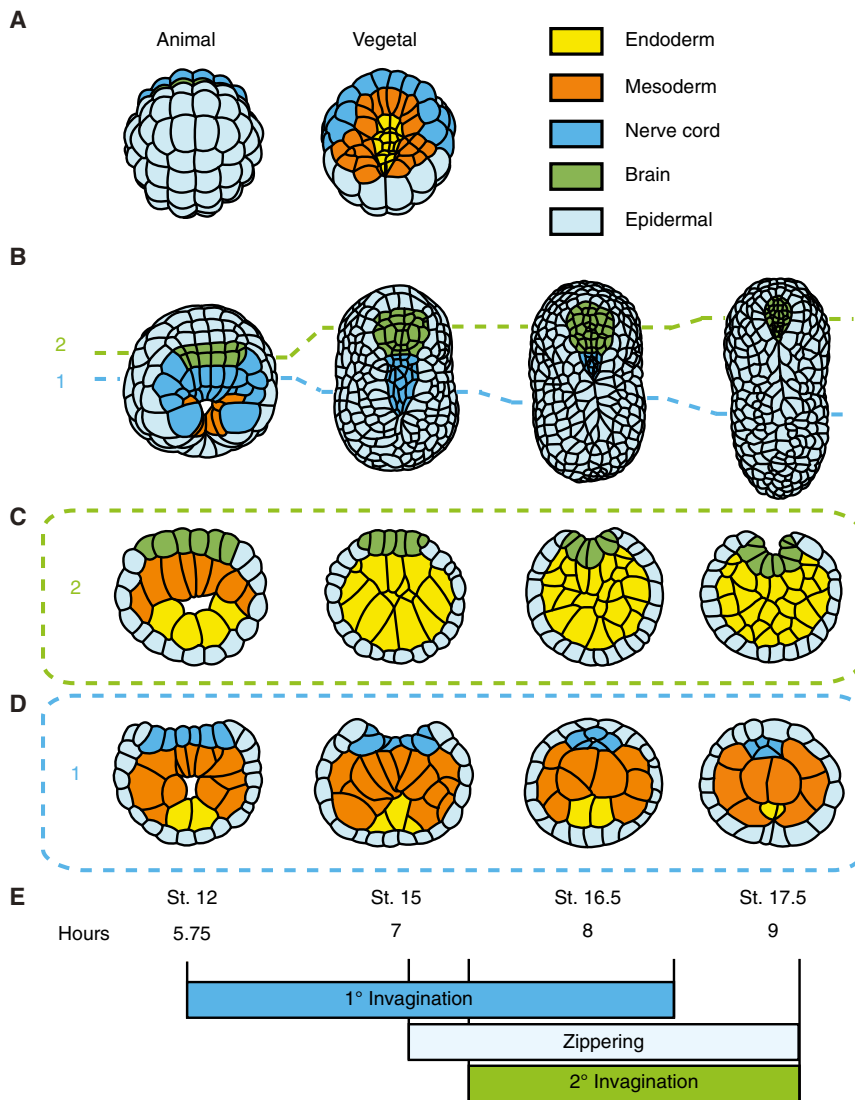 A
Animal
Vegetal
Endoderm
Mesoderm
Nerve cord
Brain
Epidermal
B
2
1
C
2
D
1
E
St. 12
St. 15
St. 16.5
St. 17.5
Hours
5.75
7
8
9
1° Invagination
Zippering
2° Invagination